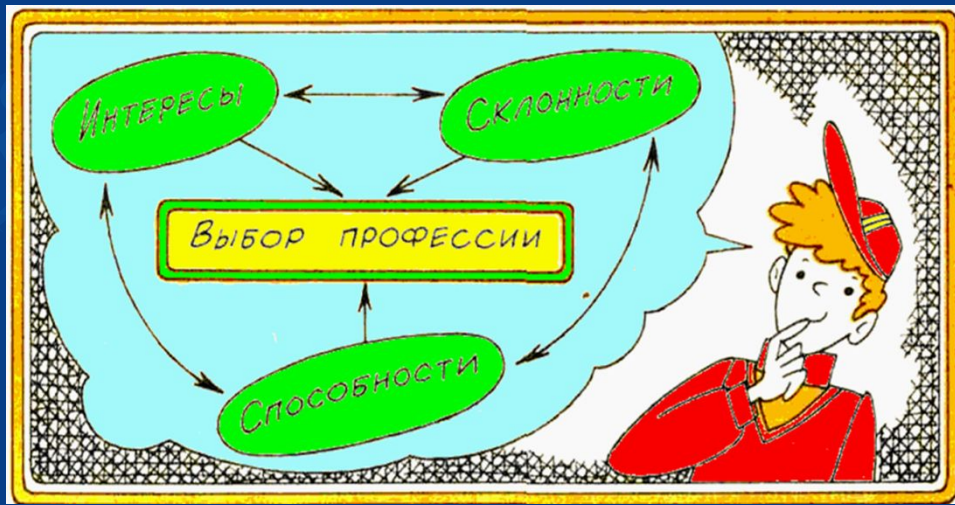 Интересы
Склонности
Выбор профессии
Способности